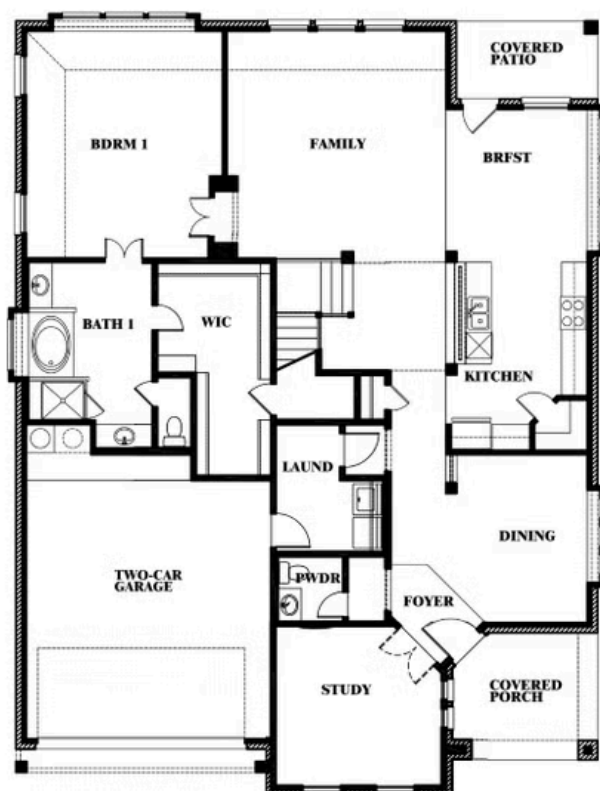 COVERED
PATIO
BDRM 1
FAMILY
BRFST
BATH 1
WIC
KITCHEN
LAUND
DINING
TWO-CAR
GARAGE
PWDR
FOYER
STUDY
COVERED
PORCH